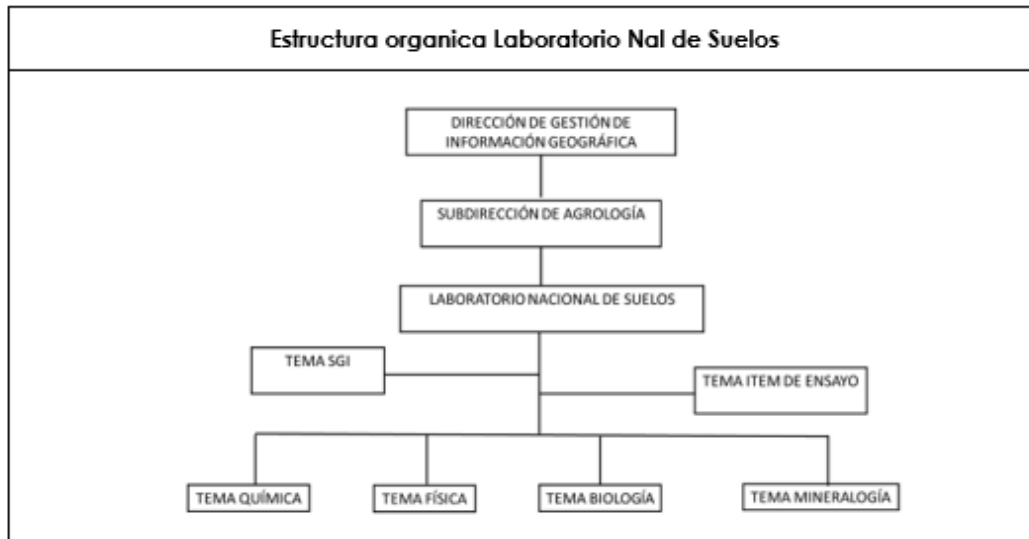 Estructura organica Laboratorio Nal de Suelos
DIRECCIÓN DE GESTIÓN DE
INFORMACIÓN GEOGRÁFICA
SUBDIRECCIÓN DE AGROLOGÍA
LABORATORIO NACIONAL DE SUELOS
TEMA SGI
TEMA ITEM DE ENSAYO
TEMA QUÍMICA
TEMA FÍSICA
TEMA BIOLOGÍA
TEMA MINERALOGÍA